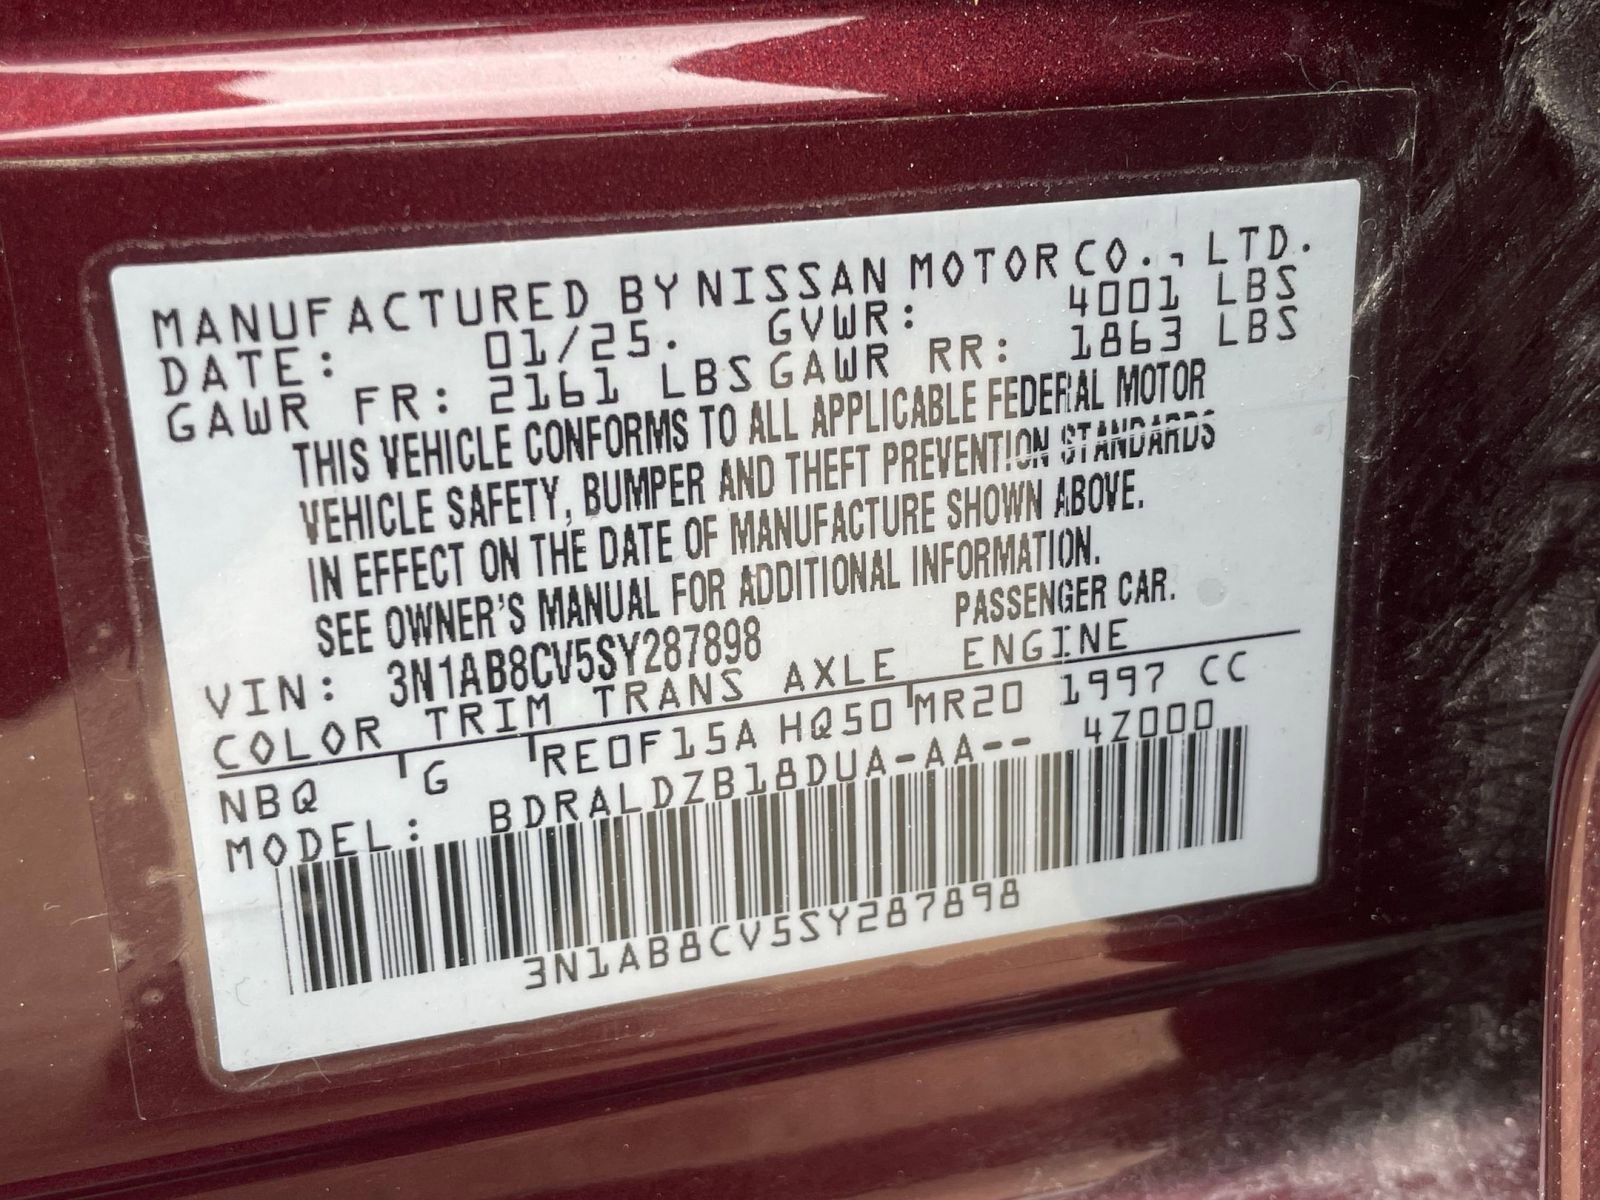 MANUFACTURED BY NISSAN MOTOR CO., LTD.
DATE: 01/25. GVWR: 4001 LBS
GAWR FR: 2161 LBS GAWR RR: 1863 LBS
THIS VEHICLE CONFORMS TO ALL APPLICABLE FEDERAL MOTOR
VEHICLE SAFETY, BUMPER AND THEFT PREVENTION STANDARDS
IN EFFECT ON THE DATE OF MANUFACTURE SHOWN ABOVE.
SEE OWNER'S MANUAL FOR ADDITIONAL INFORMATION.
VIN: 3N1AB8CV5SY287898 PASSENGER CAR.
COLOR TRIM TRANS AXLE ENGINE
NBQ G RE0F15A HQ50 MR20 1997 CC
MODEL: BDRALDZB18DUA-AA-- 4Z000
3N1AB8CV5SY287898